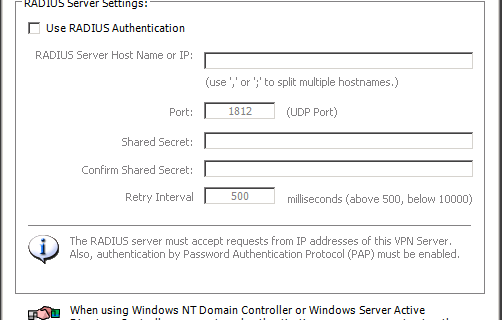 RADIUS Server Settings:
Use RADIUS Authentication
RADIUS Server Host Name or IP:
(use ',' or ';' to split multiple hostnames.)
Port: 1812 (UDP Port)
Shared Secret:
Confirm Shared Secret:
Retry Interval 500 milliseconds (above 500, below 10000)
The RADIUS server must accept requests from IP addresses of this VPN Server.
Also, authentication by Password Authentication Protocol (PAP) must be enabled.
When using Windows NT Domain Controller or Windows Server Active